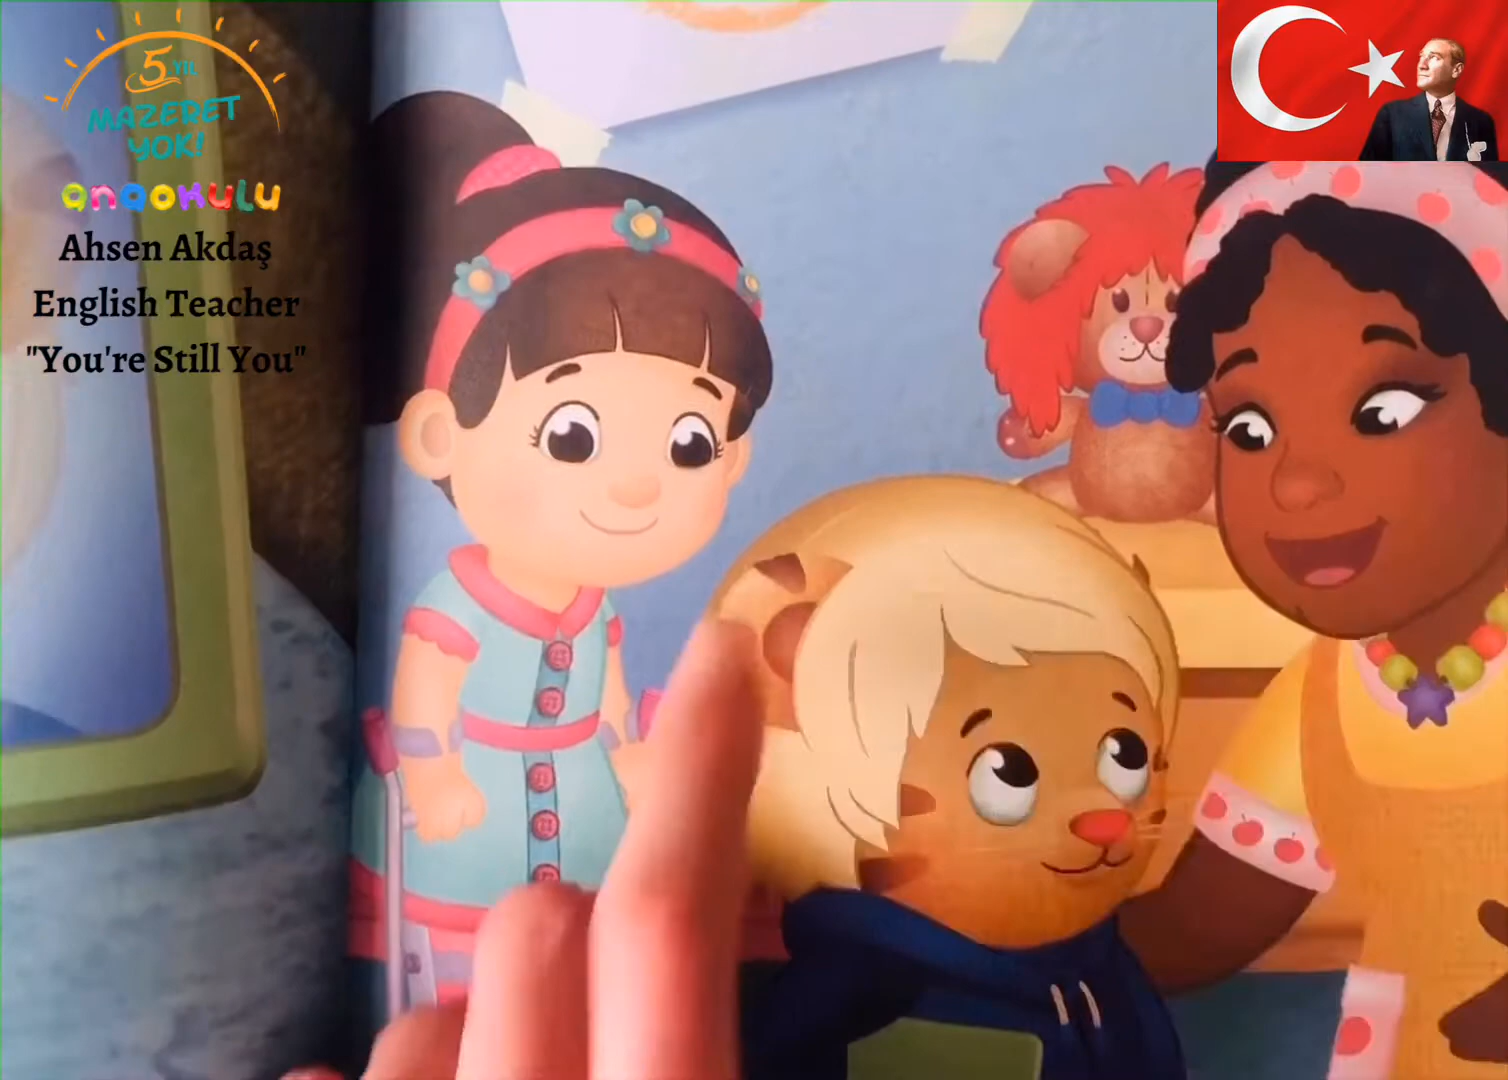 5.YIL
MAZERET
YOK!
anaokulu
Ahsen Akdaş
English Teacher
"You're Still You"